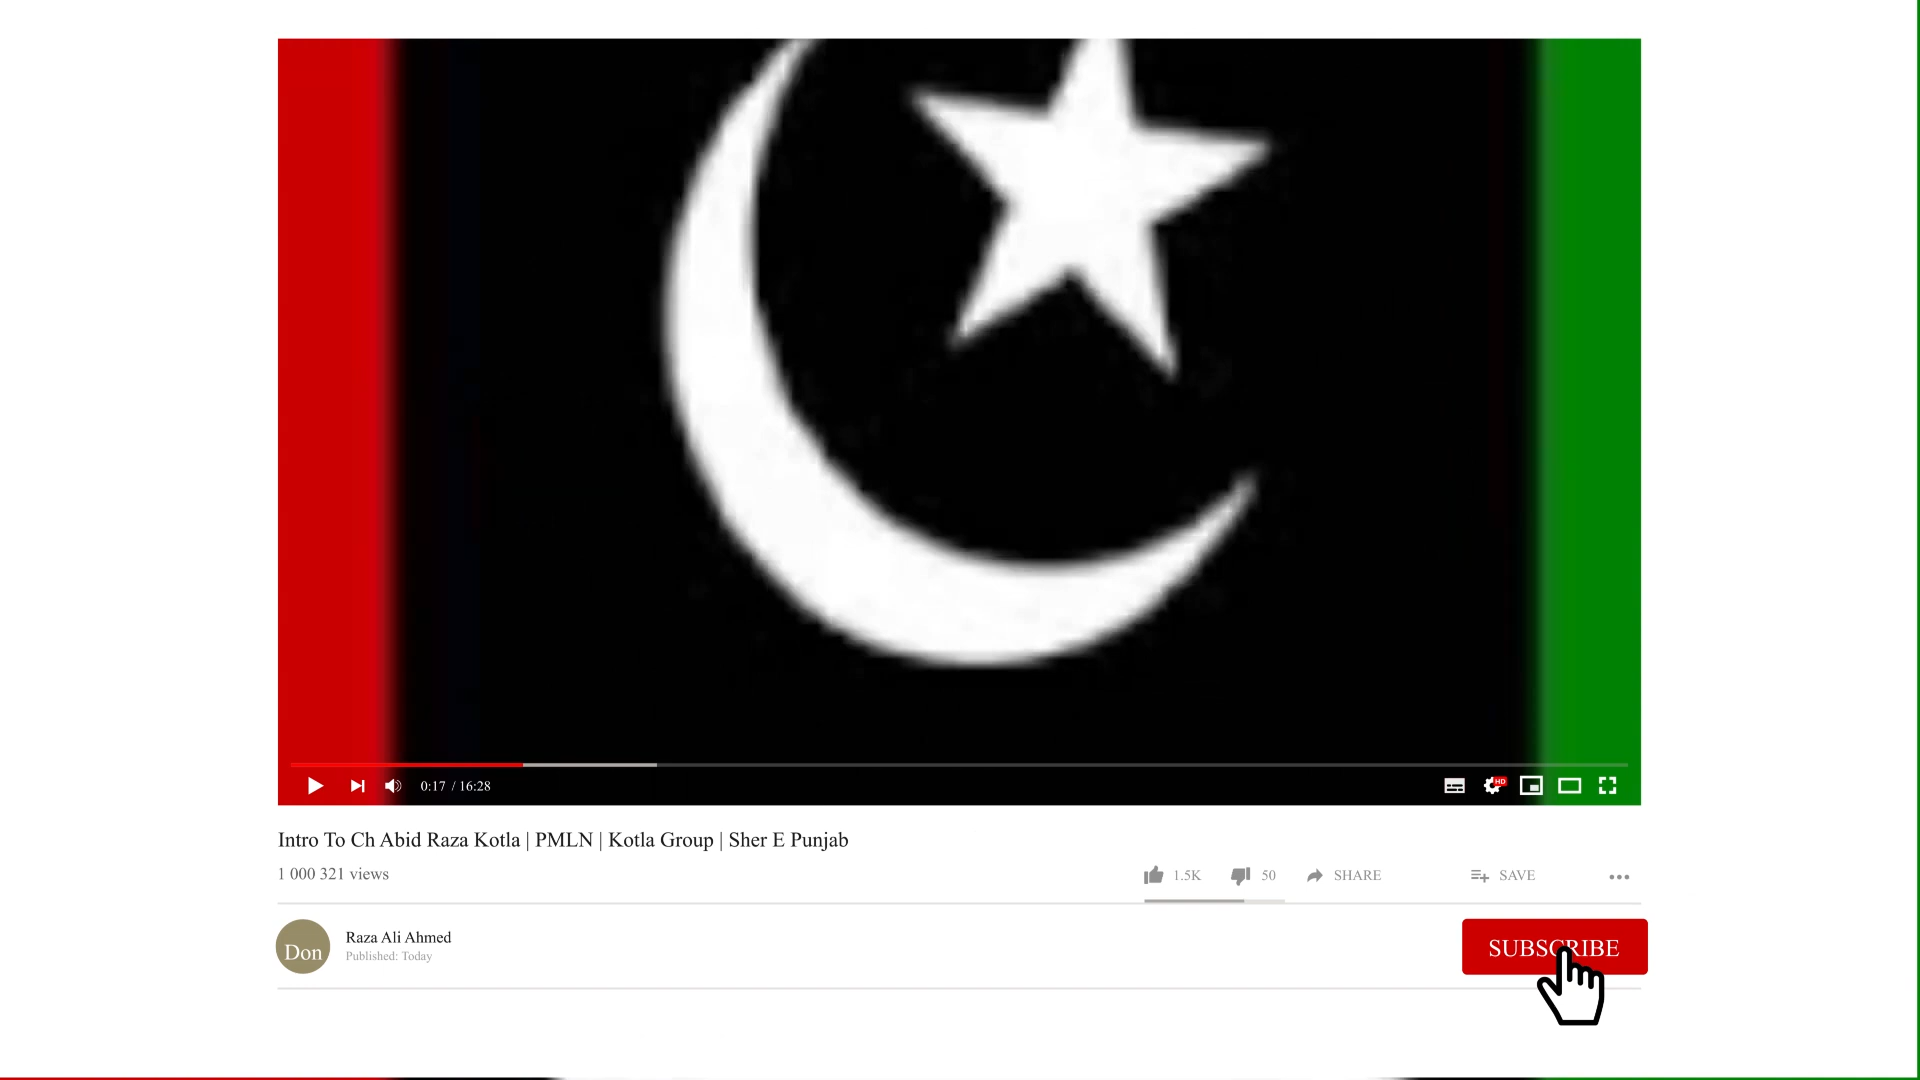 0:17 / 16:28
HD
Intro To Ch Abid Raza Kotla | PMLN | Kotla Group | Sher E Punjab
1 000 321 views
1.5K 50 SHARE SAVE
Don
Raza Ali Ahmed
Published: Today
SUBSCRIBE